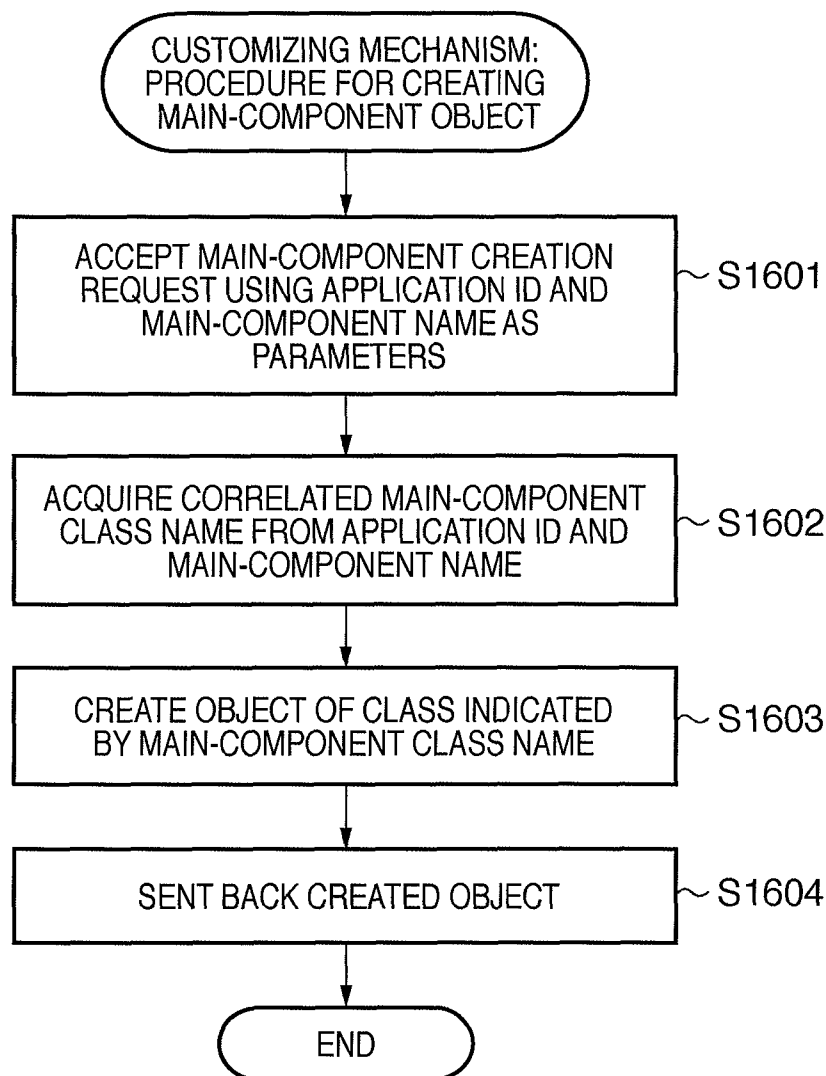 CUSTOMIZING MECHANISM:
PROCEDURE FOR CREATING
MAIN-COMPONENT OBJECT
ACCEPT MAIN-COMPONENT CREATION
REQUEST USING APPLICATION ID AND
MAIN-COMPONENT NAME AS
PARAMETERS
S1601
ACQUIRE CORRELATED MAIN-COMPONENT
CLASS NAME FROM APPLICATION ID AND
MAIN-COMPONENT NAME
S1602
CREATE OBJECT OF CLASS INDICATED
BY MAIN-COMPONENT CLASS NAME
S1603
SENT BACK CREATED OBJECT
S1604
END